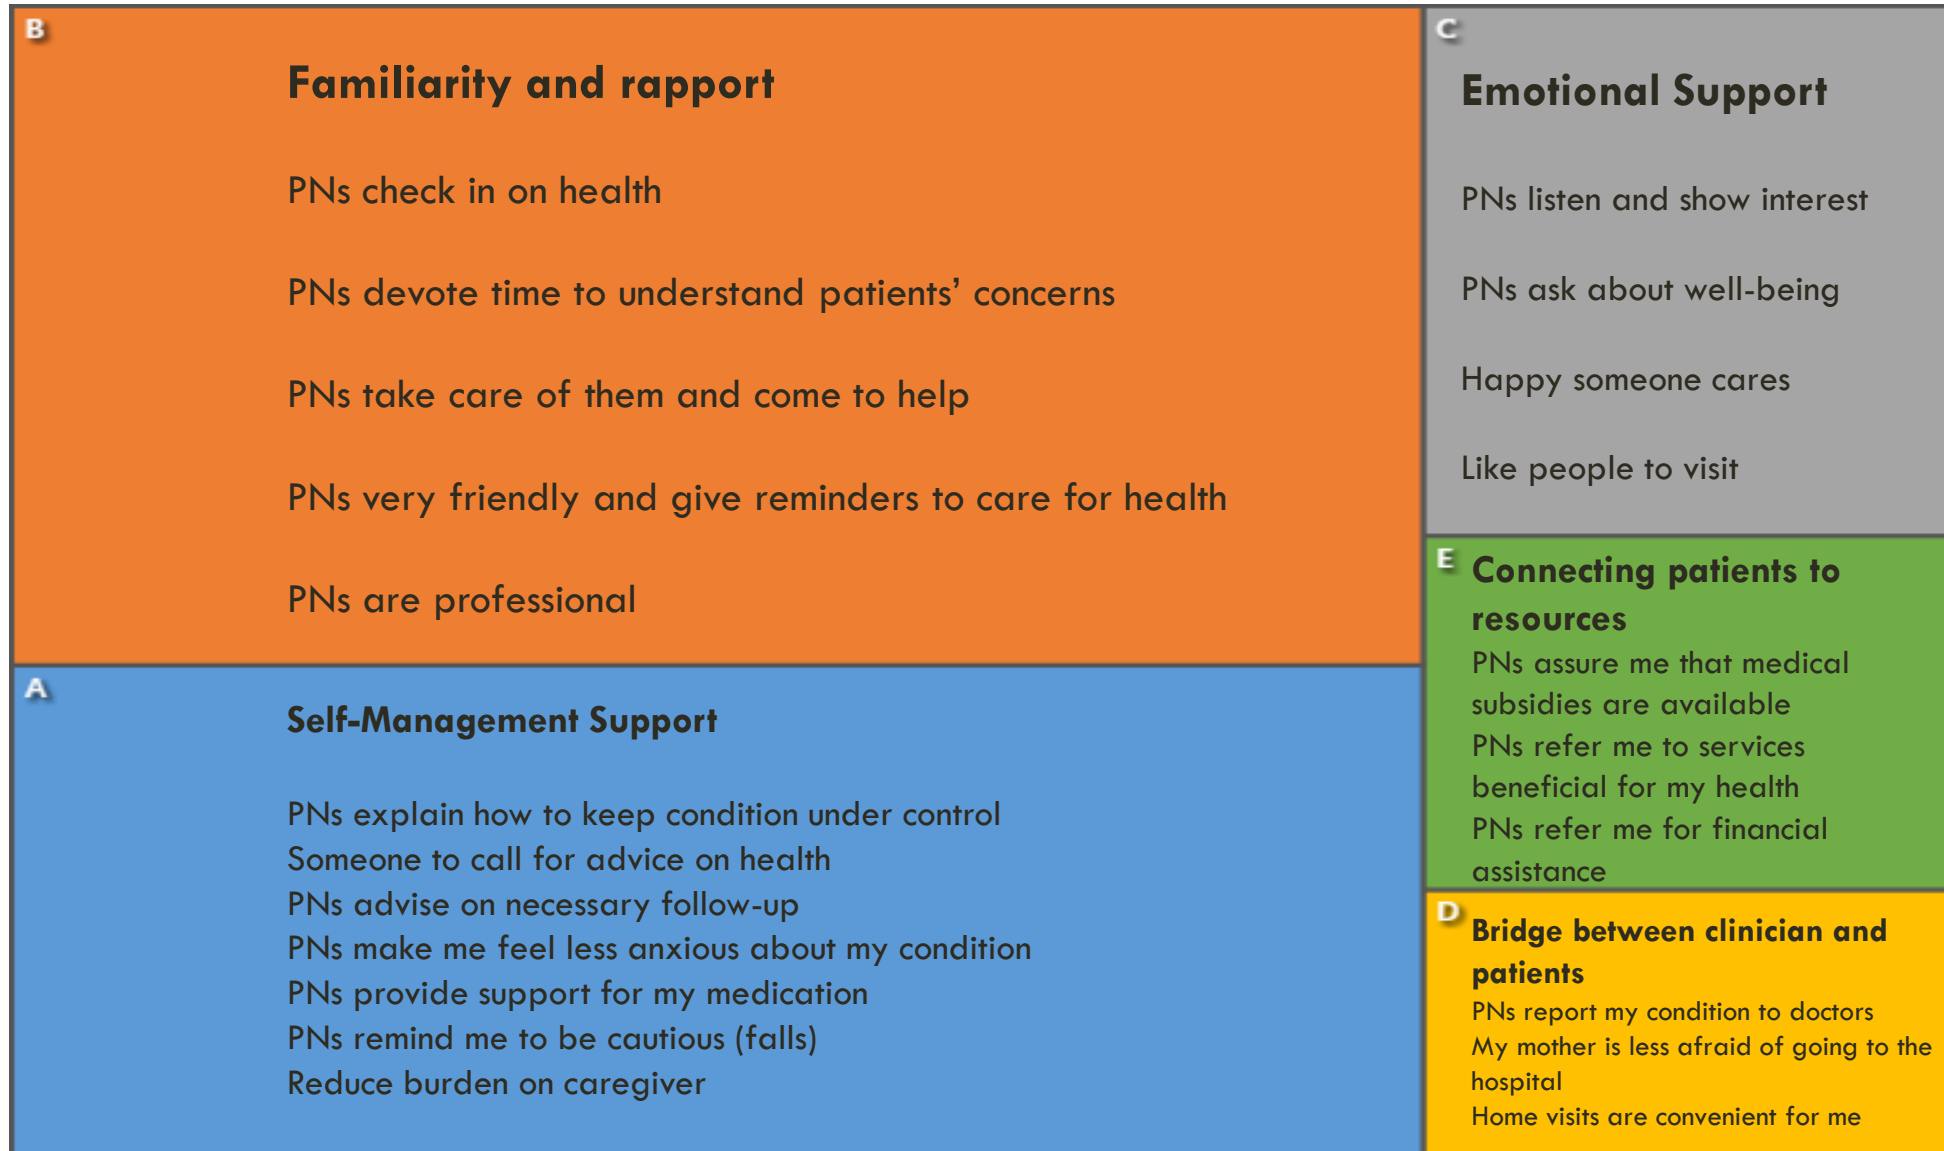 B
Familiarity and rapport
PNs check in on health
PNs devote time to understand patients’ concerns
PNs take care of them and come to help
PNs very friendly and give reminders to care for health
PNs are professional
C
Emotional Support
PNs listen and show interest
PNs ask about well-being
Happy someone cares
Like people to visit
A
Self-Management Support
PNs explain how to keep condition under control
Someone to call for advice on health
PNs advise on necessary follow-up
PNs make me feel less anxious about my condition
PNs provide support for my medication
PNs remind me to be cautious (falls)
Reduce burden on caregiver
E
Connecting patients to
resources
PNs assure me that medical
subsidies are available
PNs refer me to services
beneficial for my health
PNs refer me for financial
assistance
D
Bridge between clinician and
patients
PNs report my condition to doctors
My mother is less afraid of going to the
hospital
Home visits are convenient for me